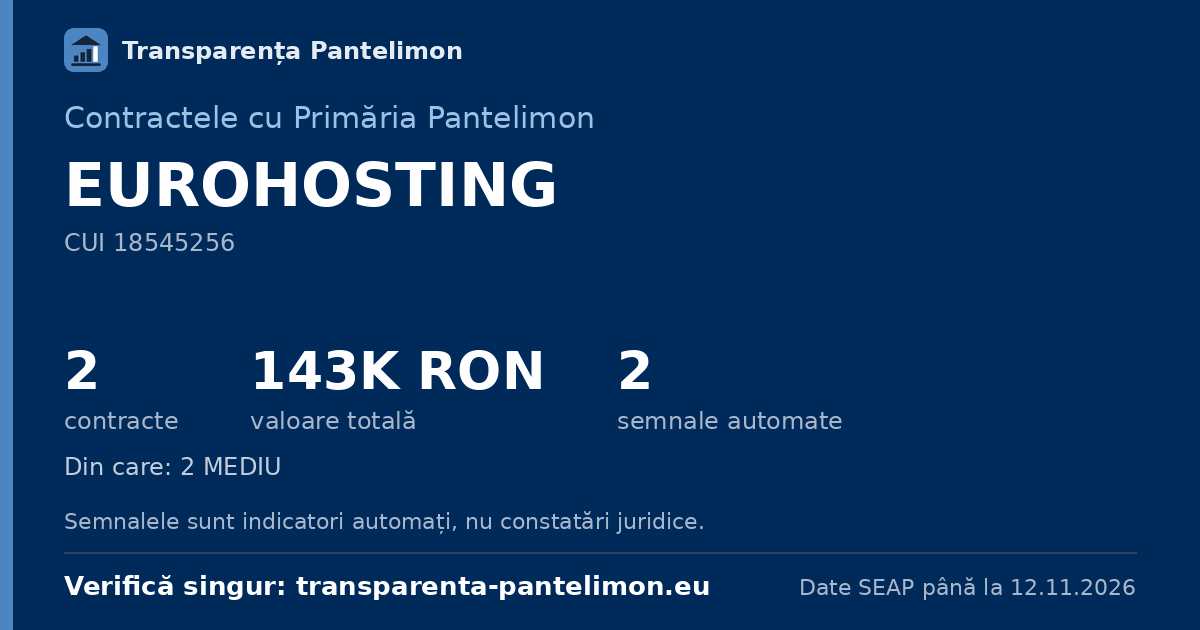 Transparența Pantelimon
Contractele cu Primăria Pantelimon
EUROHOSTING
CUI 18545256
2
143K RON
2
contracte
valoare totală
semnale automate
Din care: 2 MEDIU
Semnalele sunt indicatori automați, nu constatări juridice.
Verifică singur: transparenta-pantelimon.eu
Date SEAP până la 12.11.2026